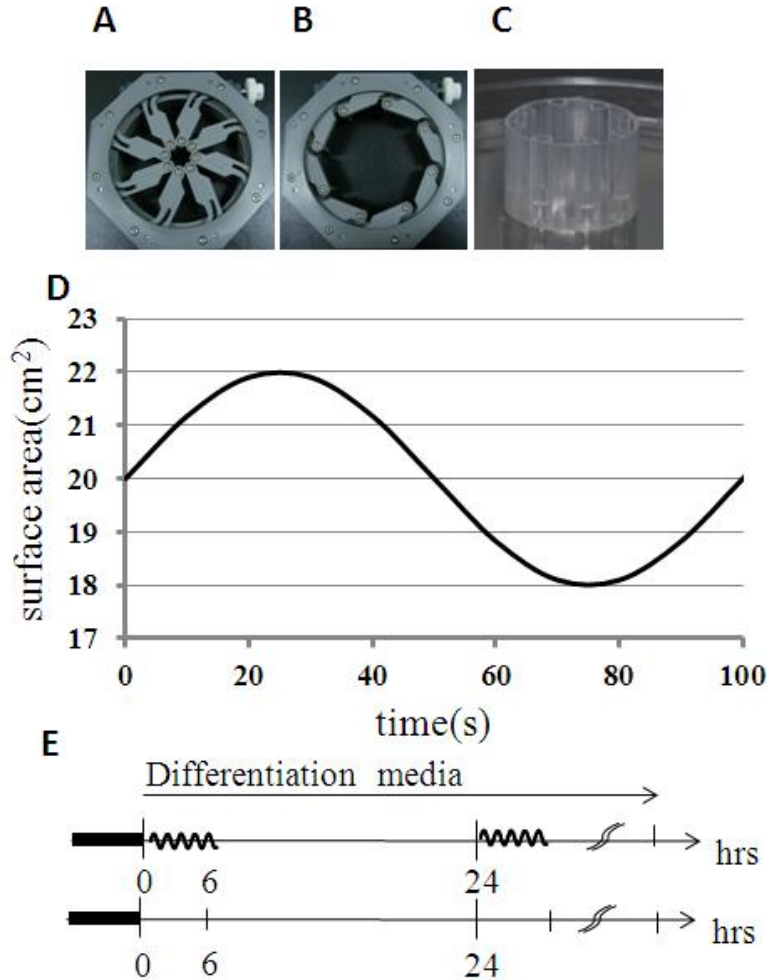 A B C
D
23
22
21
20
19
18
17
surface area(cm²)
0 20 40 60 80 100
time(s)
E
Differentiation media
hrs
0 6 24
hrs
0 6 24